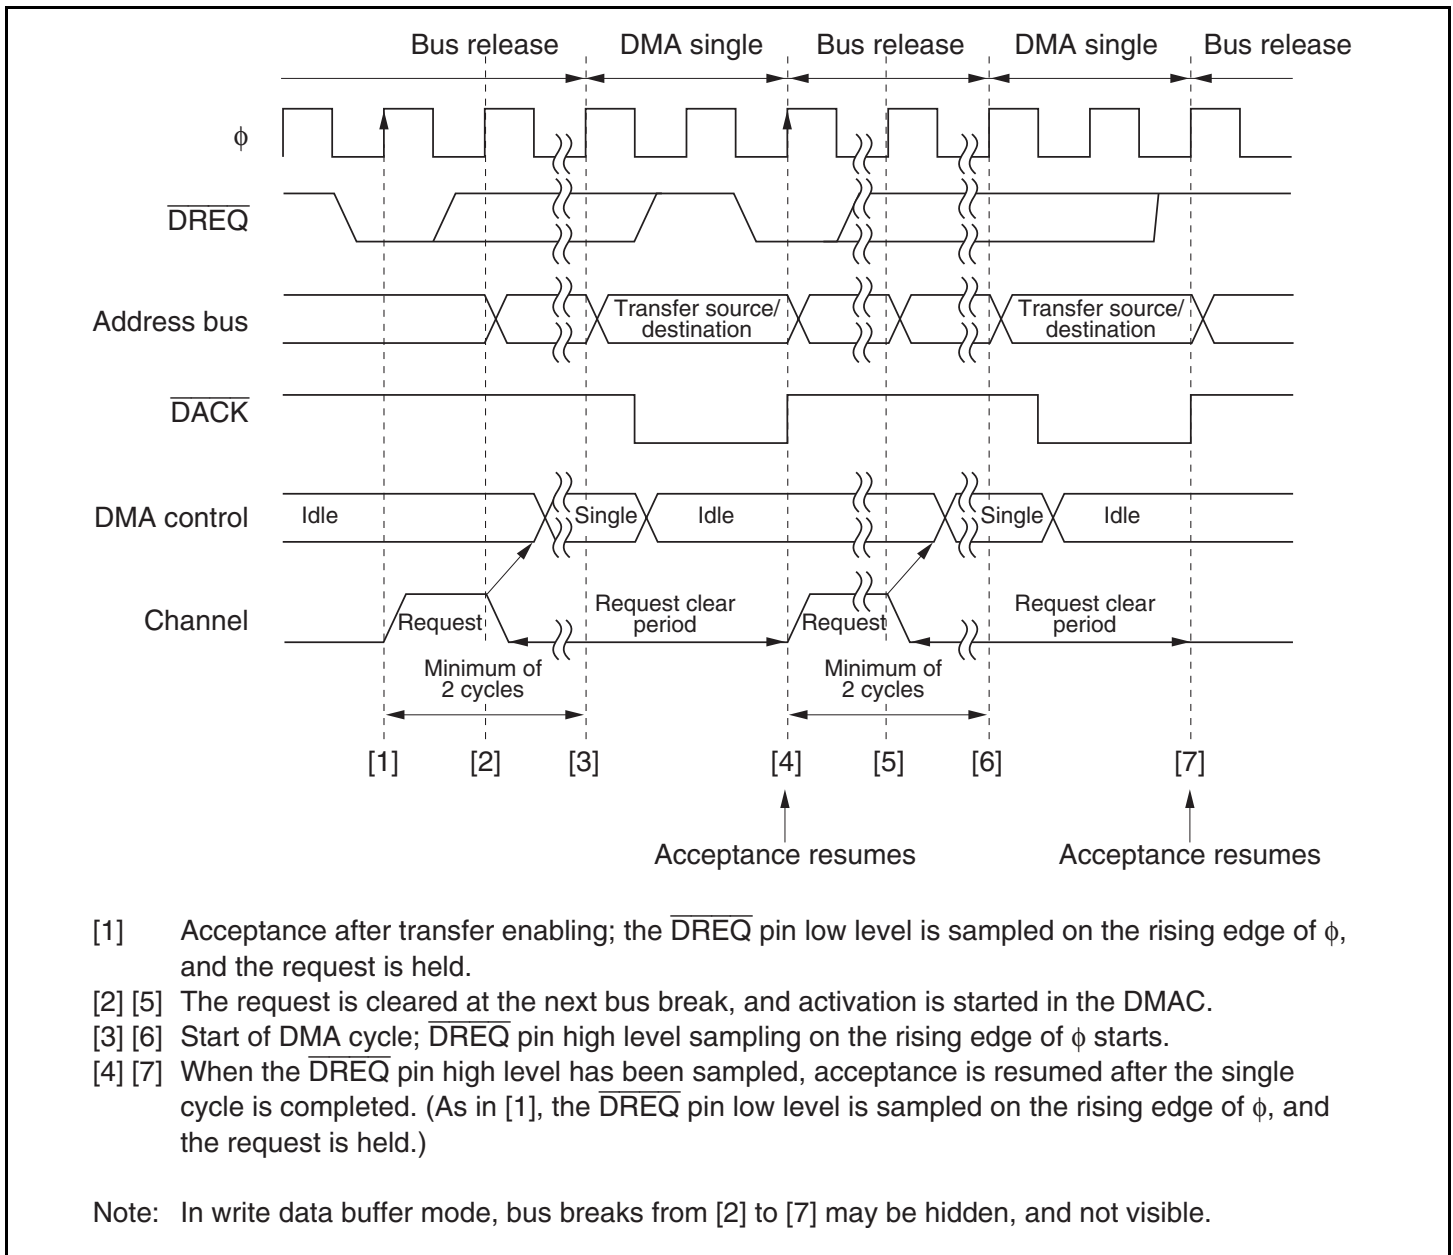 Bus release DMA single Bus release DMA single Bus release
ϕ
DREQ
Address bus
Transfer source/
destination
Transfer source/
destination
DACK
DMA control
Idle Single Idle Single Idle
Channel
Request
Request clear
period
Request
Request clear
period
Minimum of
2 cycles
Minimum of
2 cycles
[1] [2] [3] [4] [5] [6] [7]
Acceptance resumes Acceptance resumes
[1] Acceptance after transfer enabling; the DREQ pin low level is sampled on the rising edge of ϕ,
and the request is held.
[2] [5] The request is cleared at the next bus break, and activation is started in the DMAC.
[3] [6] Start of DMA cycle; DREQ pin high level sampling on the rising edge of ϕ starts.
[4] [7] When the DREQ pin high level has been sampled, acceptance is resumed after the single
cycle is completed. (As in [1], the DREQ pin low level is sampled on the rising edge of ϕ, and
the request is held.)
Note: In write data buffer mode, bus breaks from [2] to [7] may be hidden, and not visible.